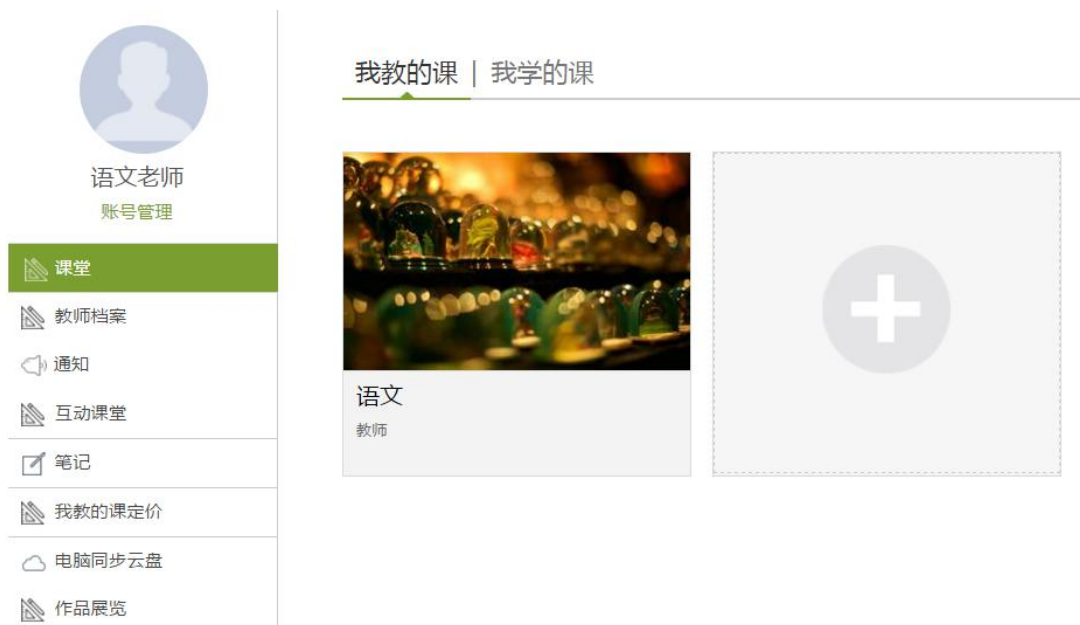 语文老师
账号管理
课堂
教师档案
通知
互动课堂
笔记
我教的课定价
电脑同步云盘
作品展览
我教的课 | 我学的课
语文
教师